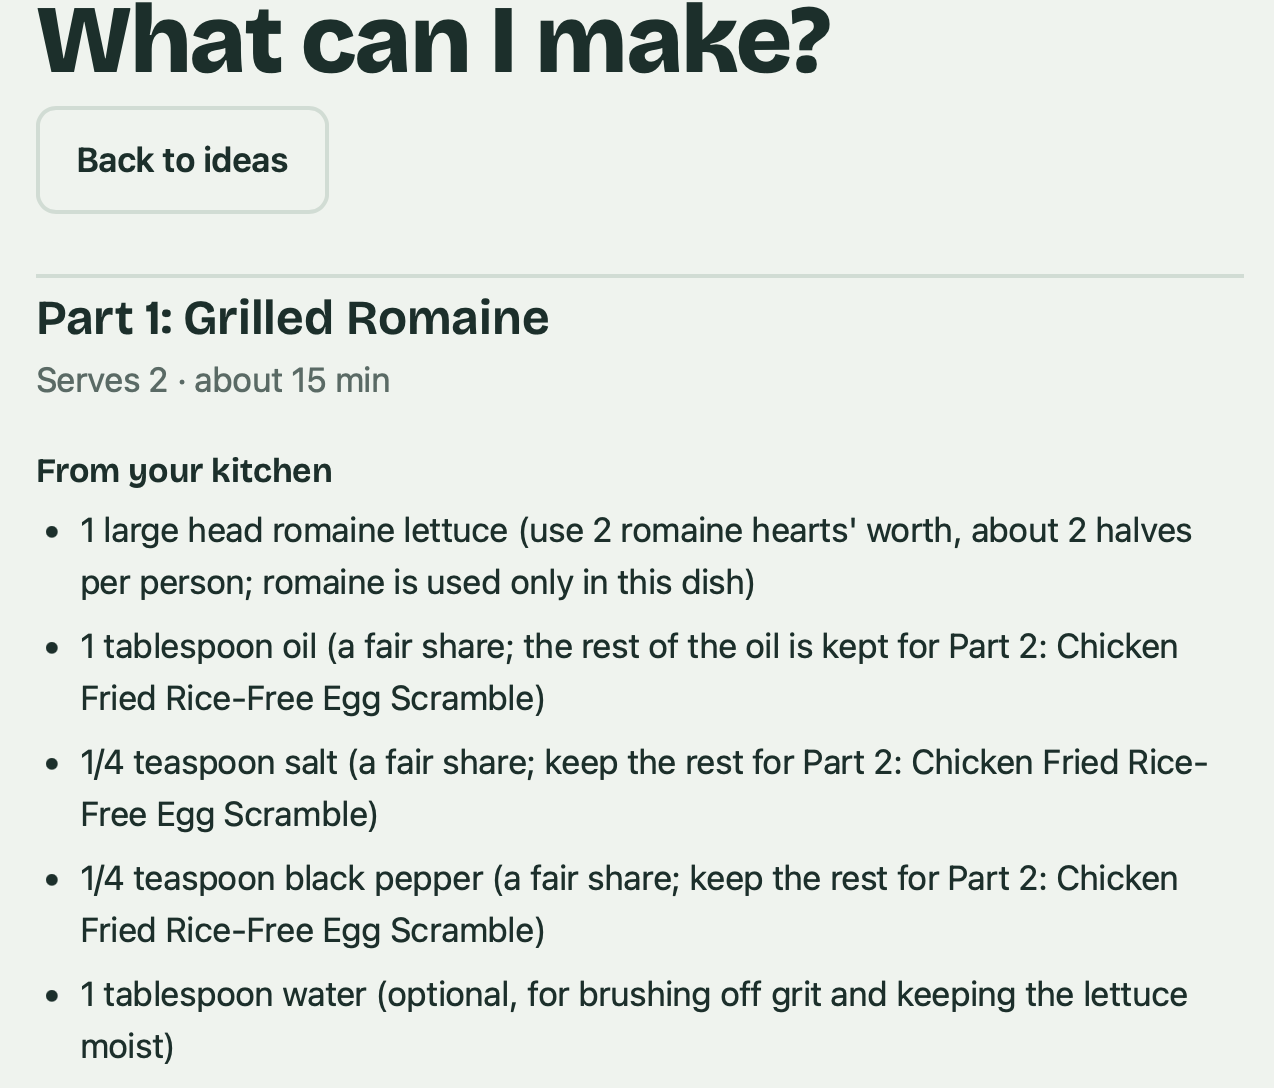 What can I make?
Back to ideas
Part 1: Grilled Romaine
Serves 2 · about 15 min
From your kitchen
• 1 large head romaine lettuce (use 2 romaine hearts' worth, about 2 halves
per person; romaine is used only in this dish)
• 1 tablespoon oil (a fair share; the rest of the oil is kept for Part 2: Chicken
Fried Rice-Free Egg Scramble)
• 1/4 teaspoon salt (a fair share; keep the rest for Part 2: Chicken Fried Rice-
Free Egg Scramble)
• 1/4 teaspoon black pepper (a fair share; keep the rest for Part 2: Chicken
Fried Rice-Free Egg Scramble)
• 1 tablespoon water (optional, for brushing off grit and keeping the lettuce
moist)